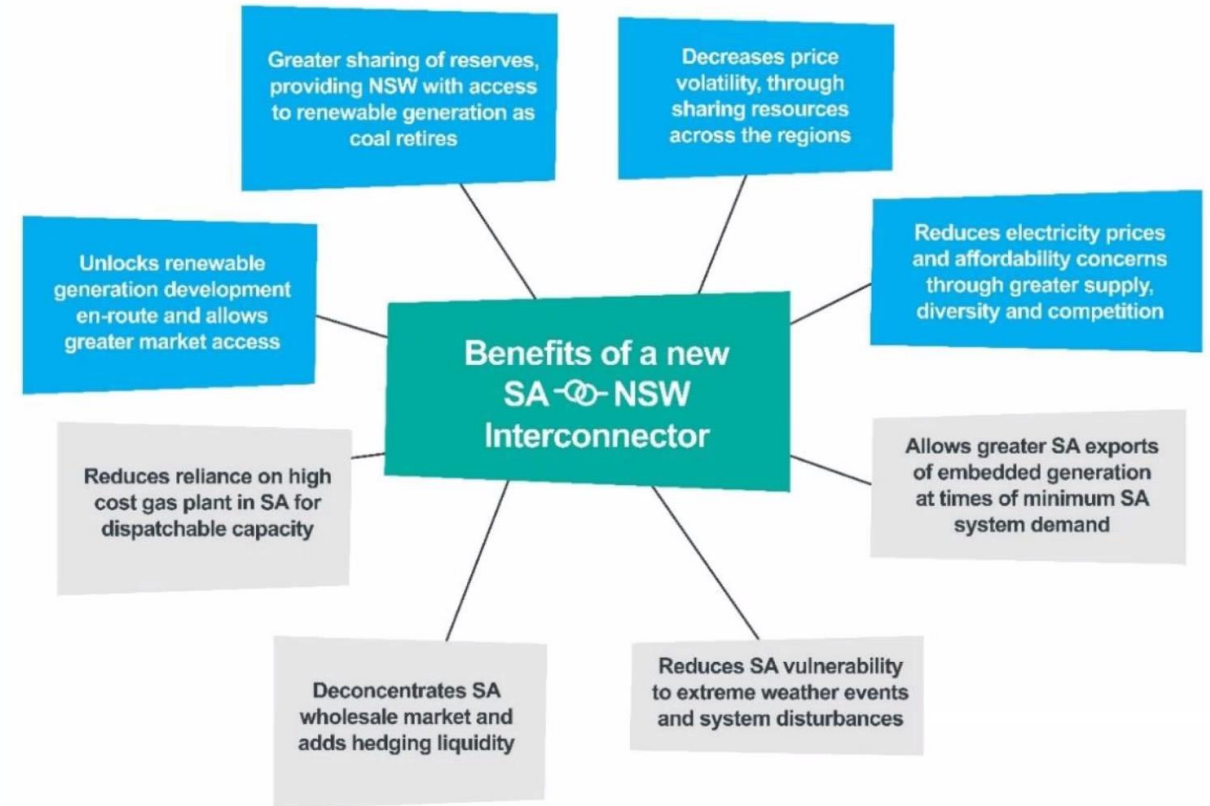 Greater sharing of reserves,
providing NSW with access
to renewable generation as
coal retires
Decreases price
volatility, through
sharing resources
across the regions
Unlocks renewable
generation development
en-route and allows
greater market access
Reduces electricity prices
and affordability concerns
through greater supply,
diversity and competition
Benefits of a new
SA NSW
Interconnector
Reduces reliance on high
cost gas plant in SA for
dispatchable capacity
Allows greater SA exports
of embedded generation
at times of minimum SA
system demand
Deconcentrates SA
wholesale market and
adds hedging liquidity
Reduces SA vulnerability
to extreme weather events
and system disturbances